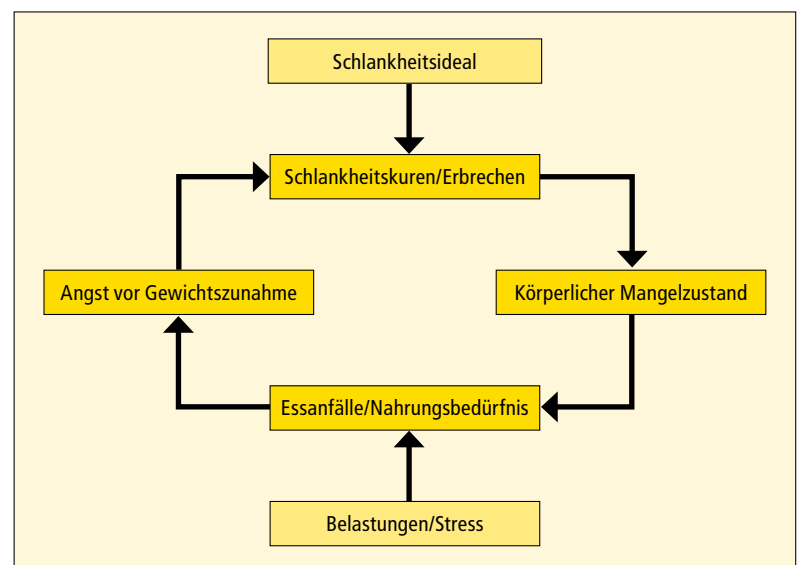 Schlankheitsideal
Schlankheitskuren/Erbrechen
Angst vor Gewichtszunahme
Körperlicher Mangelzustand
Essanfälle/Nahrungsbedürfnis
Belastungen/Stress